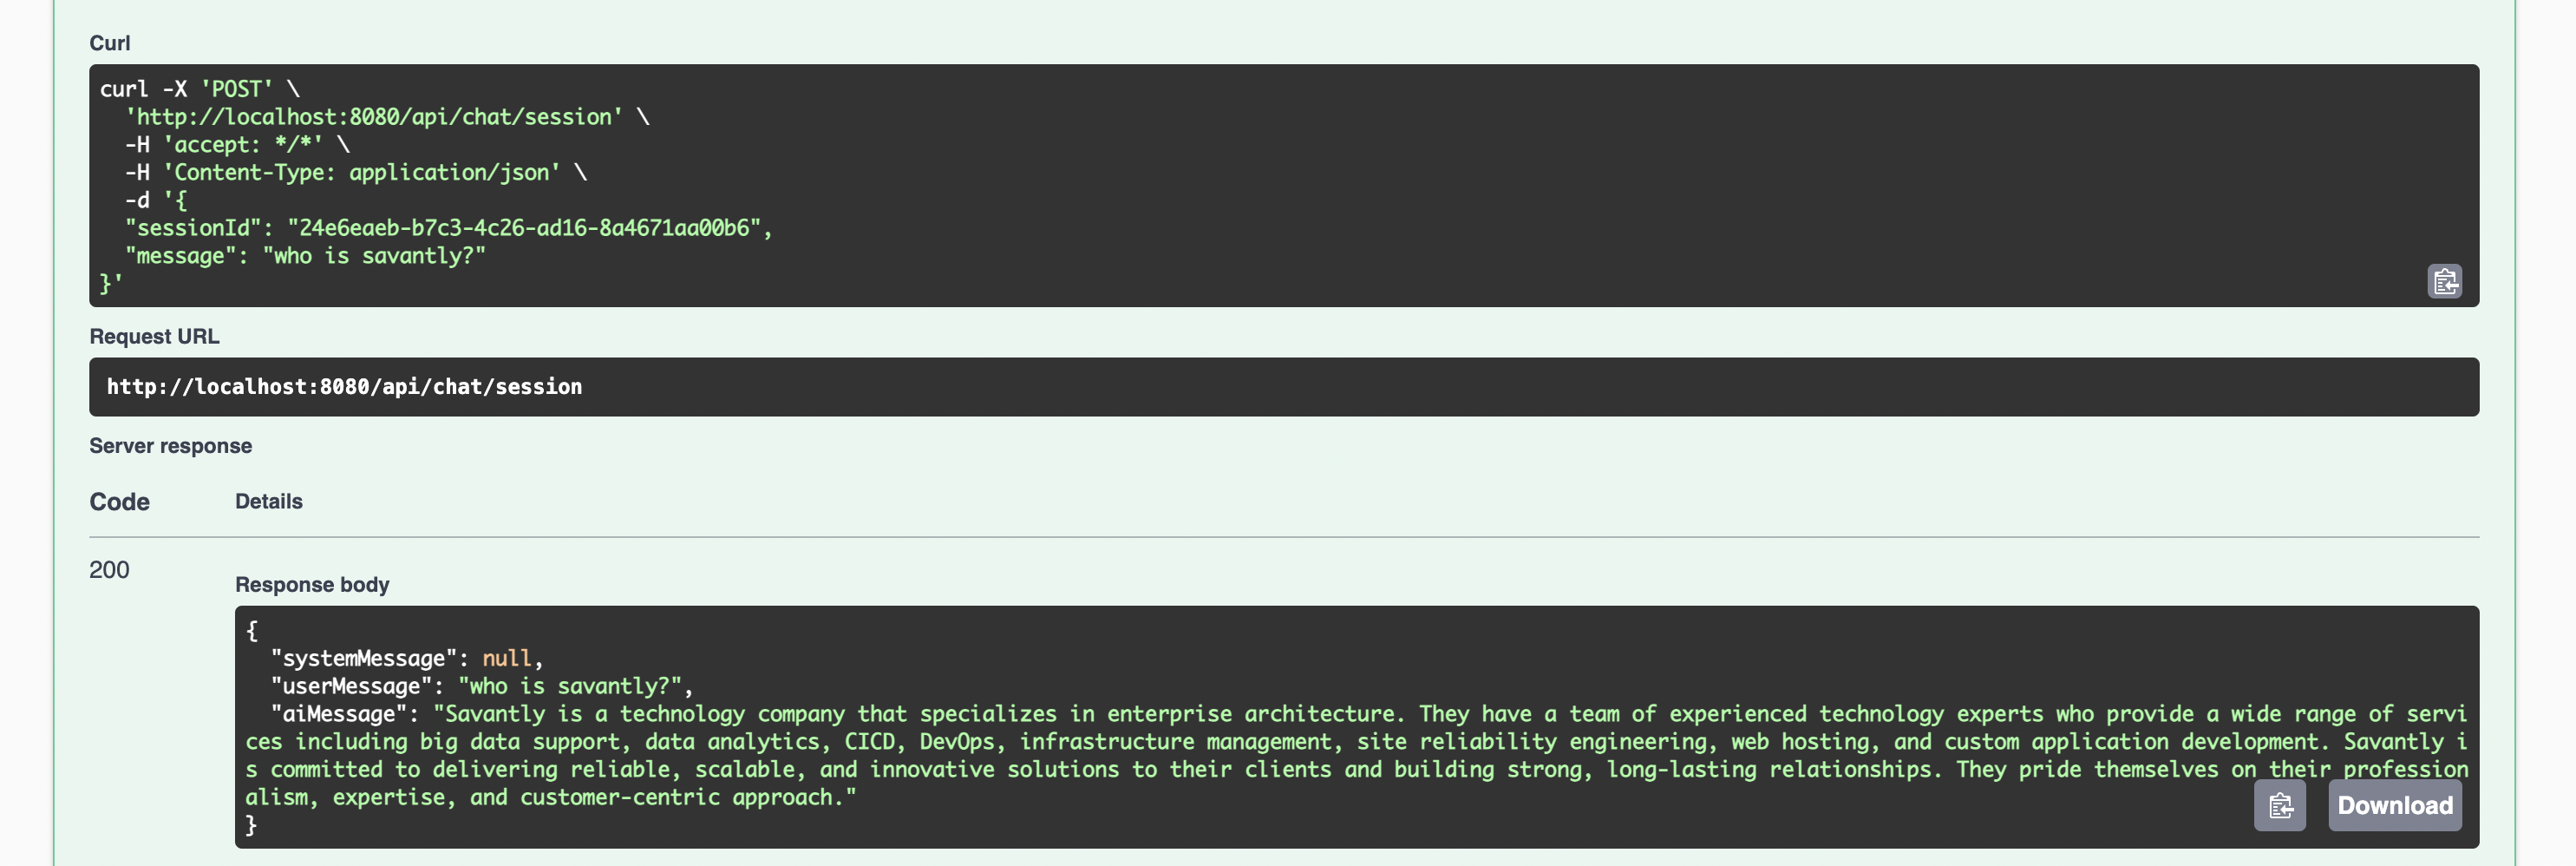 Curl
curl -X 'POST' \
  'http://localhost:8080/api/chat/session' \
  -H 'accept: */*' \
  -H 'Content-Type: application/json' \
  -d '{
  "sessionId": "24e6eaeb-b7c3-4c26-ad16-8a4671aa00b6",
  "message": "who is savantly?"
}'
Request URL
http://localhost:8080/api/chat/session
Server response
Code Details
200
Response body
{
  "systemMessage": null,
  "userMessage": "who is savantly?",
  "aiMessage": "Savantly is a technology company that specializes in enterprise architecture. They have a team of experienced technology experts who provide a wide range of servi
ces including big data support, data analytics, CICD, DevOps, infrastructure management, site reliability engineering, web hosting, and custom application development. Savantly i
s committed to delivering reliable, scalable, and innovative solutions to their clients and building strong, long-lasting relationships. They pride themselves on their profession
alism, expertise, and customer-centric approach."
}
Download